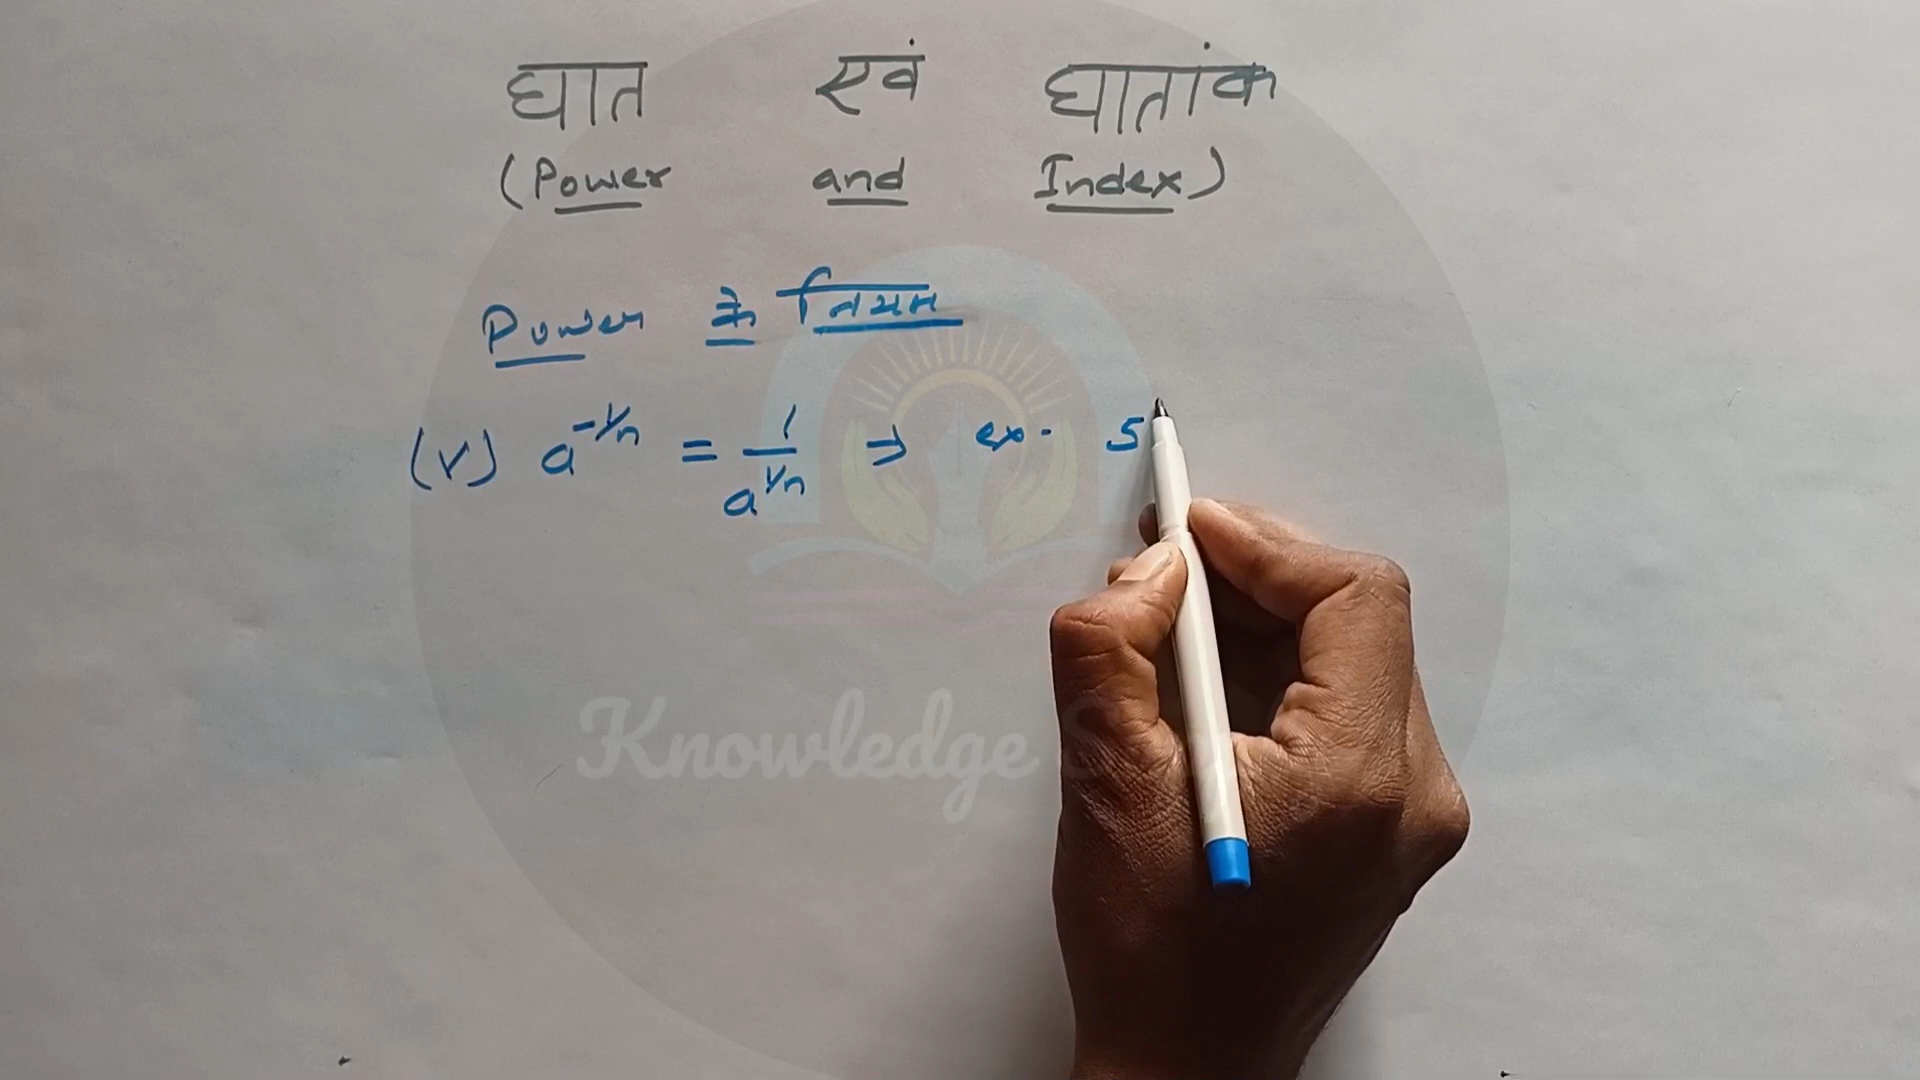 घात एवं घातांक
(Power and Index)
Power के नियम
(V) a^{-1/n} = 1/a^{1/n} ⇒ ex. 5
Knowledge S